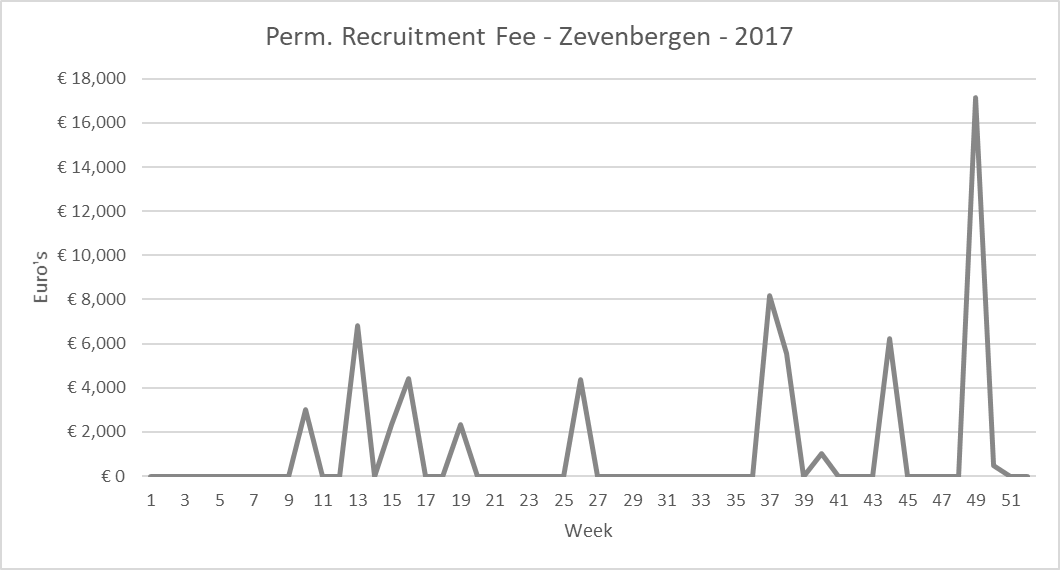 Perm. Recruitment Fee - Zevenbergen - 2017
€ 18,000
€ 16,000
€ 14,000
€ 12,000
€ 10,000
€ 8,000
€ 6,000
€ 4,000
€ 2,000
€ 0
Euro's
1 3 5 7 9 11 13 15 17 19 21 23 25 27 29 31 33 35 37 39 41 43 45 47 49 51
Week